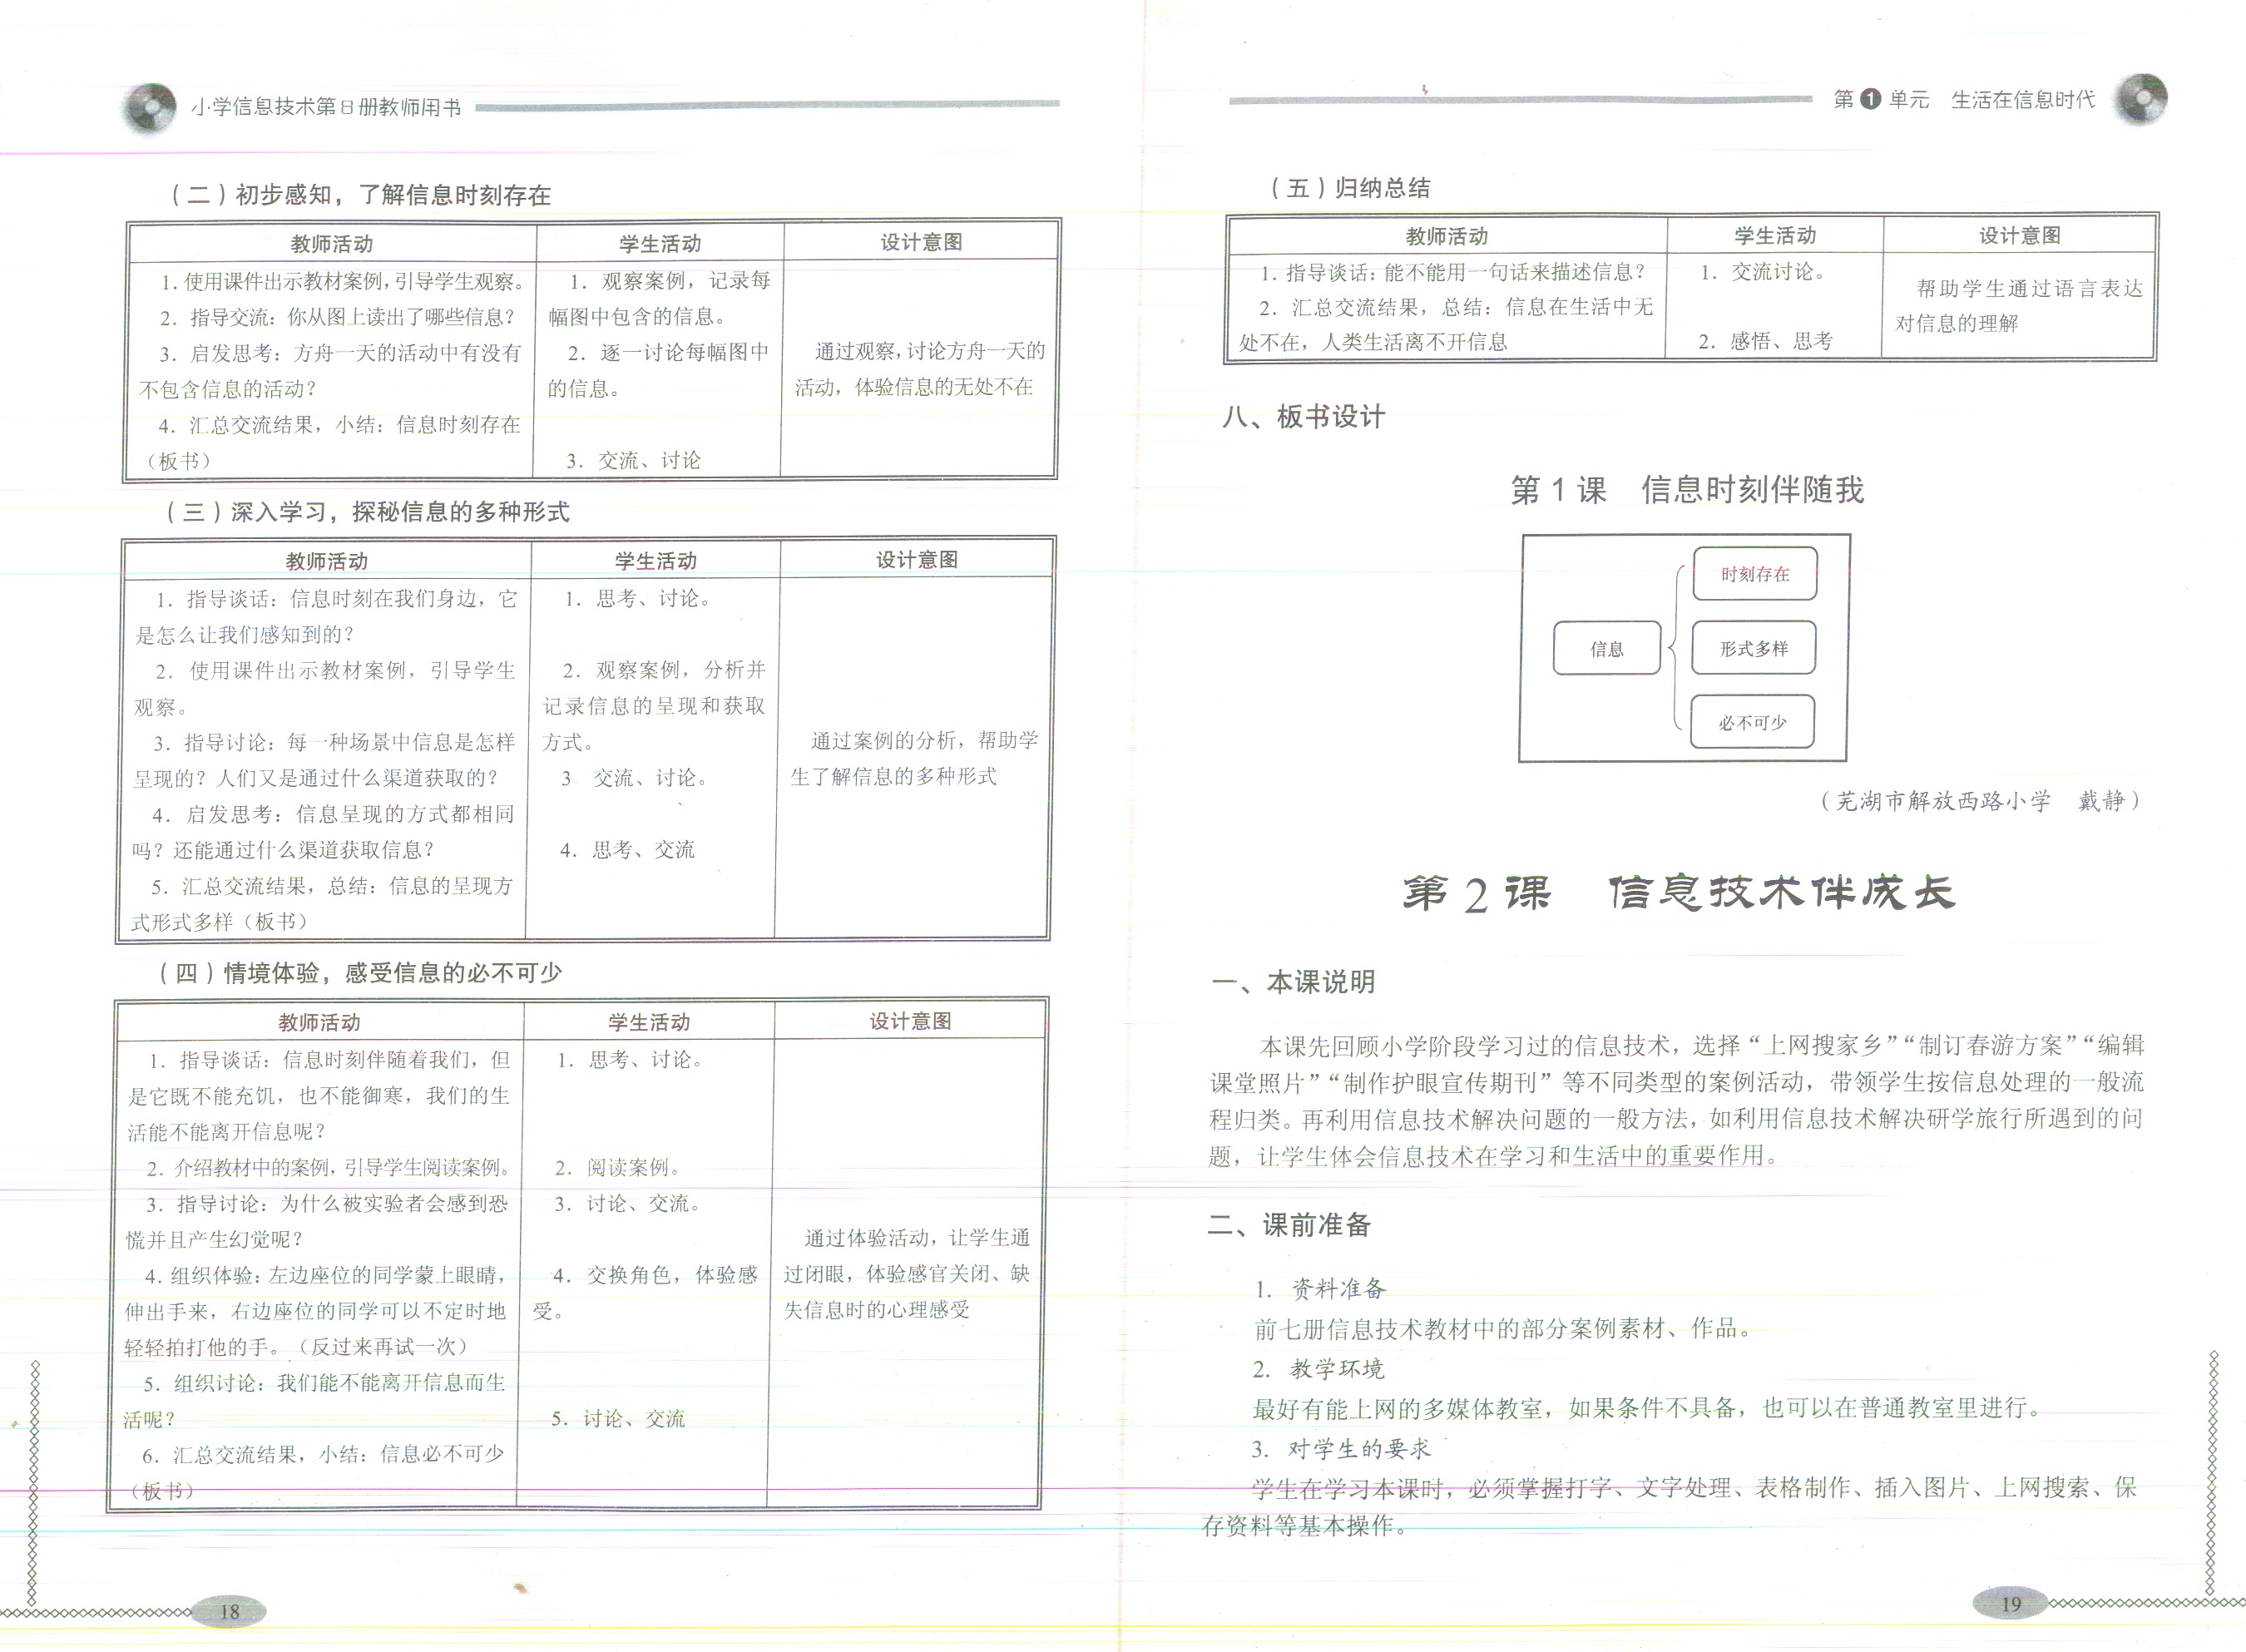 小学信息技术第8册教师用书
（二）初步感知，了解信息时刻存在
教师活动
学生活动
设计意图
1. 使用课件出示教材案例，引导学生观察。
2. 指导交流：你从图上读出了哪些信息？
3. 启发思考：方舟一天的活动中有没有
不包含信息的活动？
4. 汇总交流结果，小结：信息时刻存在
（板书）
1. 观察案例，记录每
幅图中包含的信息。
2. 逐一讨论每幅图中
的信息。
3. 交流、讨论
通过观察，讨论方舟一天的
活动，体验信息的无处不在
（三）深入学习，探秘信息的多种形式
教师活动
学生活动
设计意图
1. 指导谈话：信息时刻在我们身边，它
是怎么让我们感知到的？
2. 使用课件出示教材案例，引导学生
观察。
3. 指导讨论：每一种场景中信息是怎样
呈现的？人们又是通过什么渠道获取的？
4. 启发思考：信息呈现的方式都相同
吗？还能通过什么渠道获取信息？
5. 汇总交流结果，总结：信息的呈现方
式形式多样（板书）
1. 思考、讨论。
2. 观察案例，分析并
记录信息的呈现和获取
方式。
3 交流、讨论。
4. 思考、交流
通过案例的分析，帮助学
生了解信息的多种形式
（四）情境体验，感受信息的必不可少
教师活动
学生活动
设计意图
1. 指导谈话：信息时刻伴随着我们，但
是它既不能充饥，也不能御寒，我们的生
活能不能离开信息呢？
2. 介绍教材中的案例，引导学生阅读案例。
3. 指导讨论：为什么被实验者会感到恐
慌并且产生幻觉呢？
4. 组织体验：左边座位的同学蒙上眼睛，
伸出手来，右边座位的同学可以不定时地
轻轻拍打他的手。（反过来再试一次）
5. 组织讨论：我们能不能离开信息而生
活呢？
6. 汇总交流结果，小结：信息必不可少
（板书）
1. 思考、讨论。
2. 阅读案例。
3. 讨论、交流。
4. 交换角色，体验感
受。
5. 讨论、交流
通过体验活动，让学生通
过闭眼，体验感官关闭、缺
失信息时的心理感受
18
第1单元 生活在信息时代
（五）归纳总结
教师活动
学生活动
设计意图
1. 指导谈话：能不能用一句话来描述信息？
2. 汇总交流结果，总结：信息在生活中无
处不在，人类生活离不开信息
1. 交流讨论。
2. 感悟、思考
帮助学生通过语言表达
对信息的理解
八、板书设计
第1课 信息时刻伴随我
信息
时刻存在
形式多样
必不可少
（芜湖市解放西路小学 戴静）
第2课 信息技术伴成长
一、本课说明
本课先回顾小学阶段学习过的信息技术，选择“上网搜家乡”“制订春游方案”“编辑
课堂照片”“制作护眼宣传期刊”等不同类型的案例活动，带领学生按信息处理的一般流
程归类。再利用信息技术解决问题的一般方法，如利用信息技术解决研学旅行所遇到的问
题，让学生体会信息技术在学习和生活中的重要作用。
二、课前准备
1. 资料准备
前七册信息技术教材中的部分案例素材、作品。
2. 教学环境
最好有能上网的多媒体教室，如果条件不具备，也可以在普通教室里进行。
3. 对学生的要求
学生在学习本课时，必须掌握打字、文字处理、表格制作、插入图片、上网搜索、保
存资料等基本操作。
19